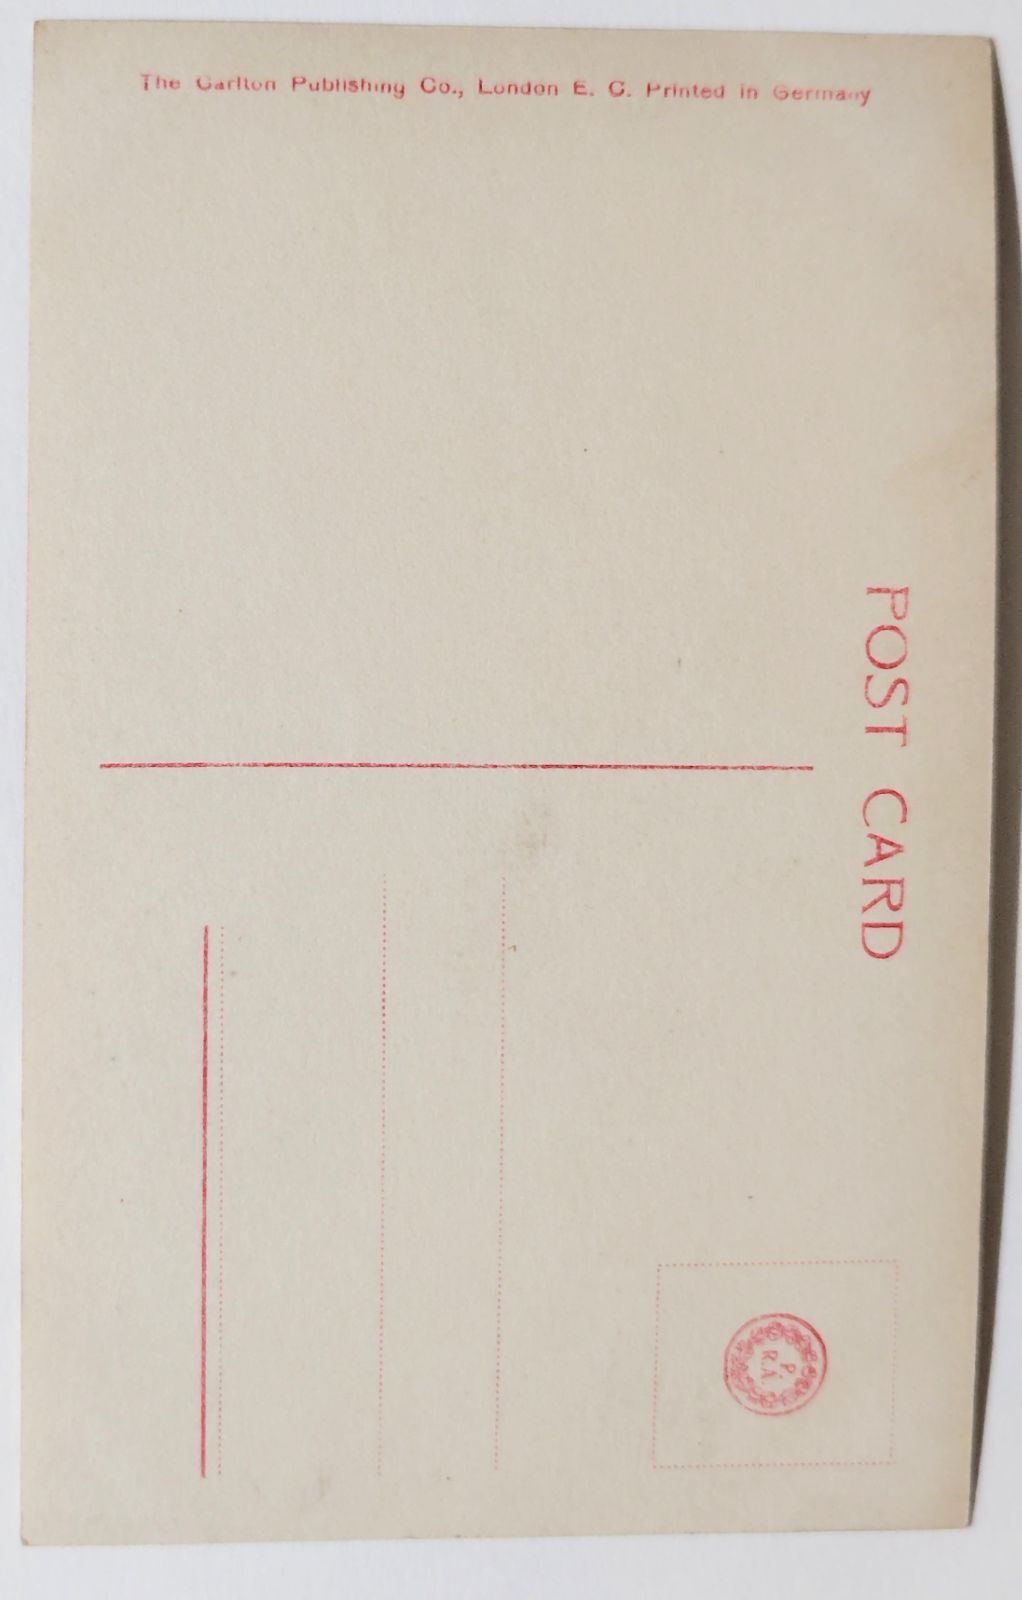 The Carlton Publishing Co., London E. C. Printed in Germany
POST CARD
P.
R.A.